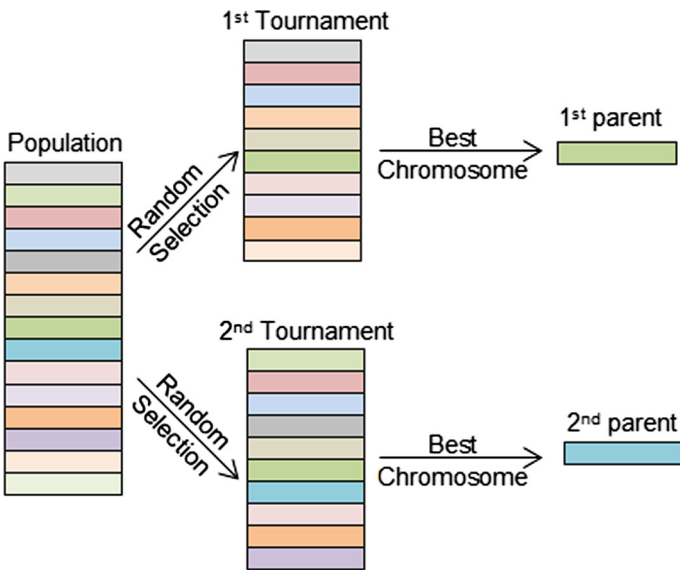 1st Tournament
Population
Random
Selection
Best
Chromosome
1st parent
2nd Tournament
Random
Selection
Best
Chromosome
2nd parent